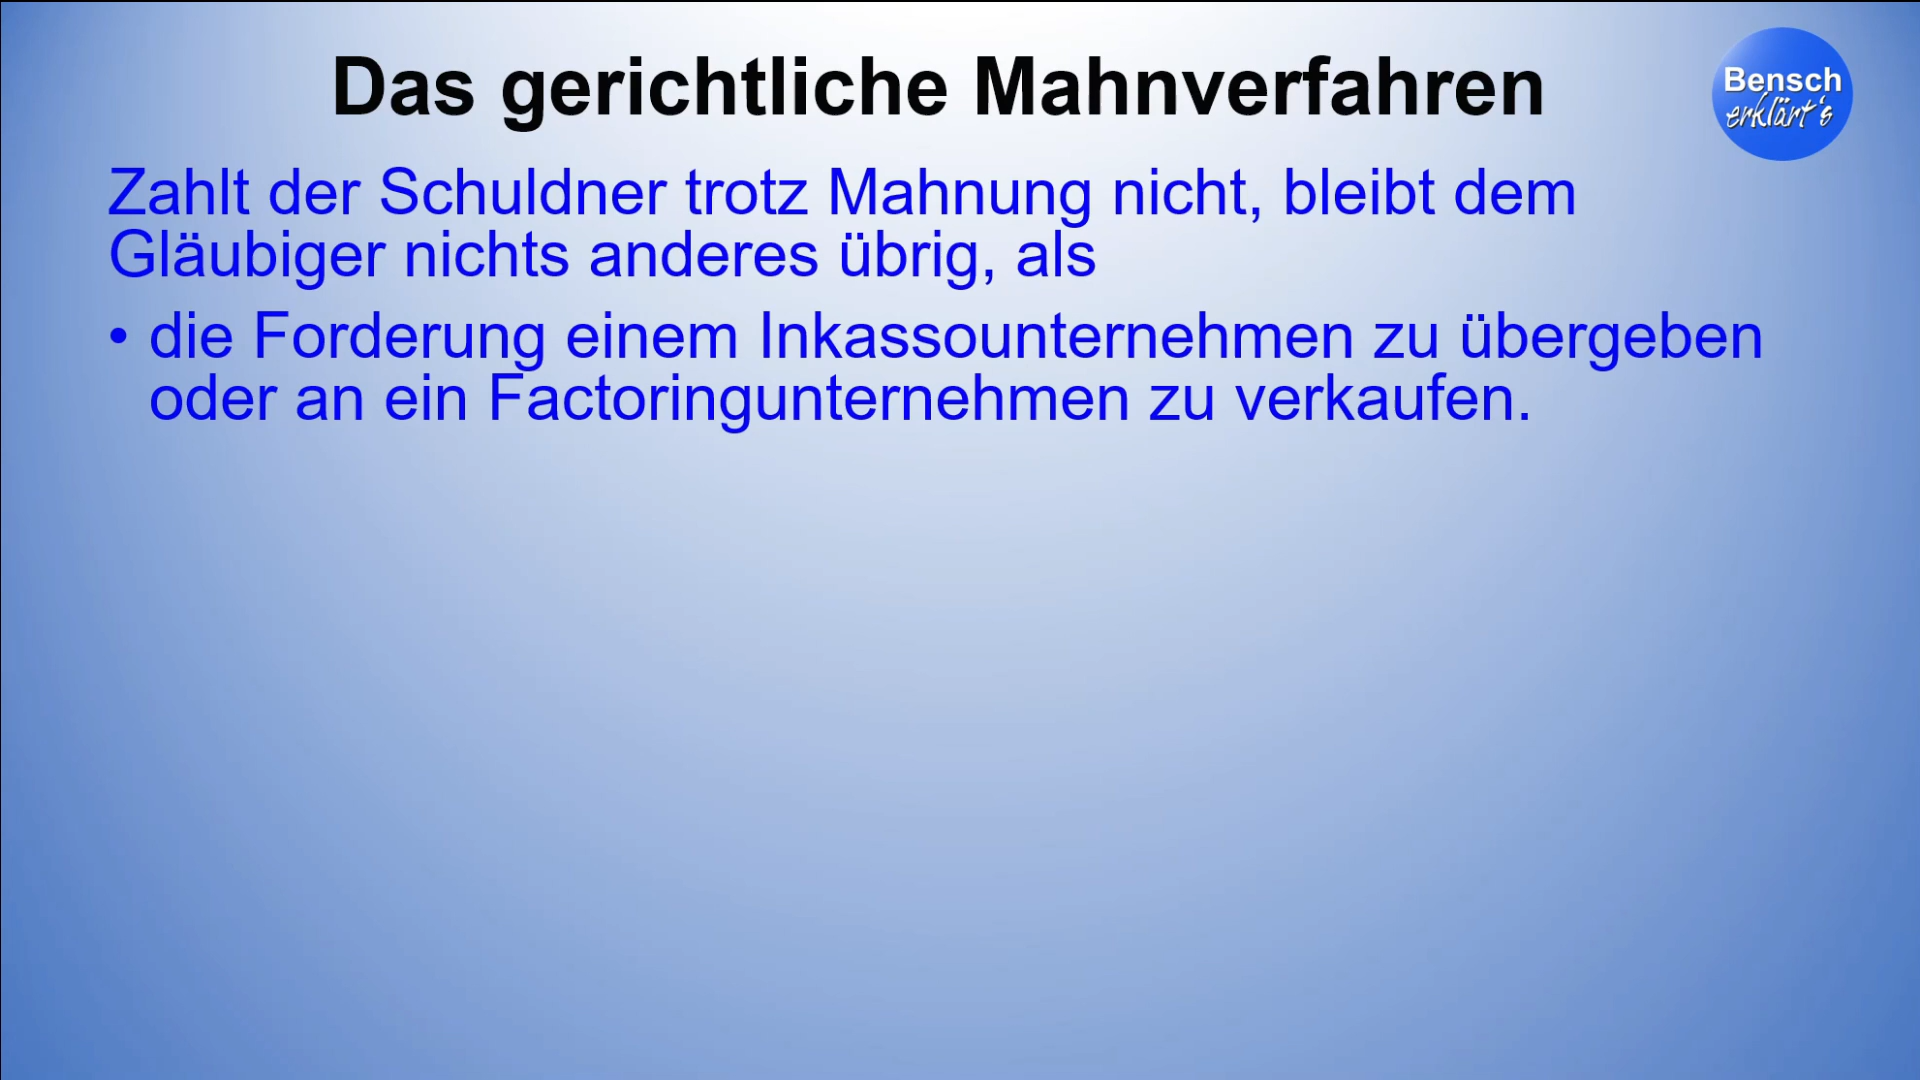 Das gerichtliche Mahnverfahren
Bensch
erklärt's
Zahlt der Schuldner trotz Mahnung nicht, bleibt dem
Gläubiger nichts anderes übrig, als
• die Forderung einem Inkassounternehmen zu übergeben
oder an ein Factoringunternehmen zu verkaufen.